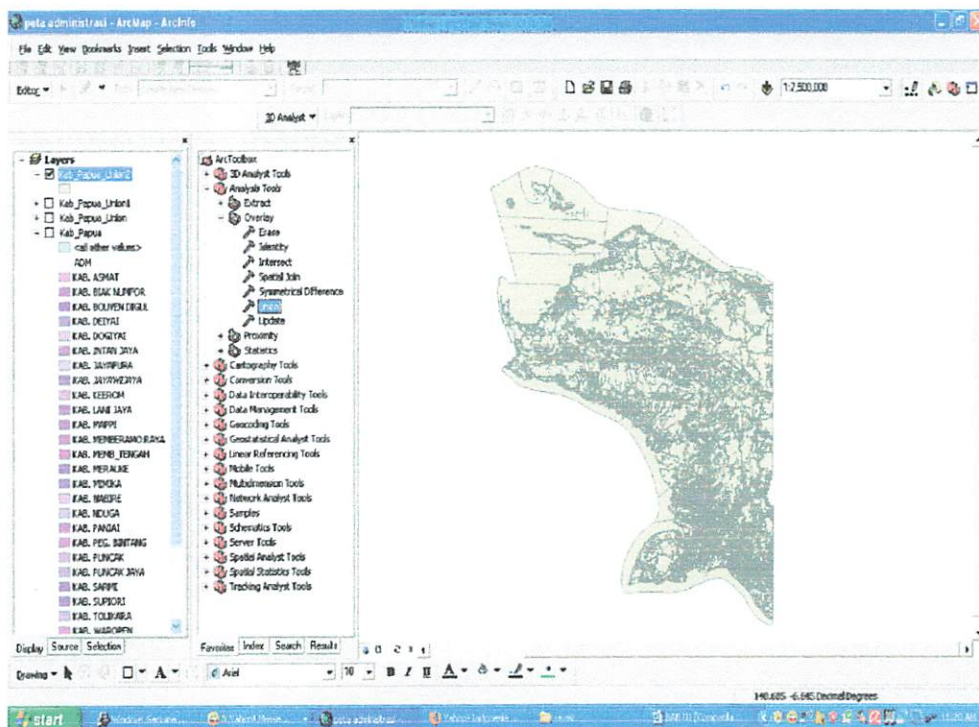 peta administrasi - ArcMap - ArcInfo
File Edit View Bookmarks Insert Selection Tools Window Help
Editor
1:2,500,000
3D Analyst
Layers
Kab_Papua_Union2
Kab_Papua_Union1
Kab_Papua_Union
Kab_Papua
<all other values>
ADM
KAB. ASMAT
KAB. BIAK NUMFOR
KAB. BOUVEN DIGUL
KAB. DEIYAI
KAB. DOGIYAI
KAB. INTAN JAYA
KAB. JAYAPURA
KAB. JAYAWIJAYA
KAB. KEEROM
KAB. LANI JAYA
KAB. MAPPI
KAB. MEMBERAMO RAYA
KAB. MEMB_TENGAH
KAB. MERAUKE
KAB. MIMIKA
KAB. NABIRE
KAB. NDUGA
KAB. PANIAI
KAB. PEG. BINTANG
KAB. PUNCAK
KAB. PUNCAK JAYA
KAB. SARMI
KAB. SUPIORI
KAB. TOLIKARA
KAB. WAROPEN
Display Source Selection
ArcToolbox
3D Analyst Tools
Analysis Tools
Extract
Overlay
Erase
Identity
Intersect
Spatial Join
Symmetrical Difference
Union
Update
Proximity
Statistics
Cartography Tools
Conversion Tools
Data Interoperability Tools
Data Management Tools
Geocoding Tools
Geostatistical Analyst Tools
Linear Referencing Tools
Mobile Tools
Multidimension Tools
Network Analyst Tools
Samples
Schematics Tools
Server Tools
Spatial Analyst Tools
Spatial Statistics Tools
Tracking Analyst Tools
Favorites Index Search Results
Drawing
Arial
10
B I U A
140.685 -6.645 Decimal Degrees
start
peta administrasi